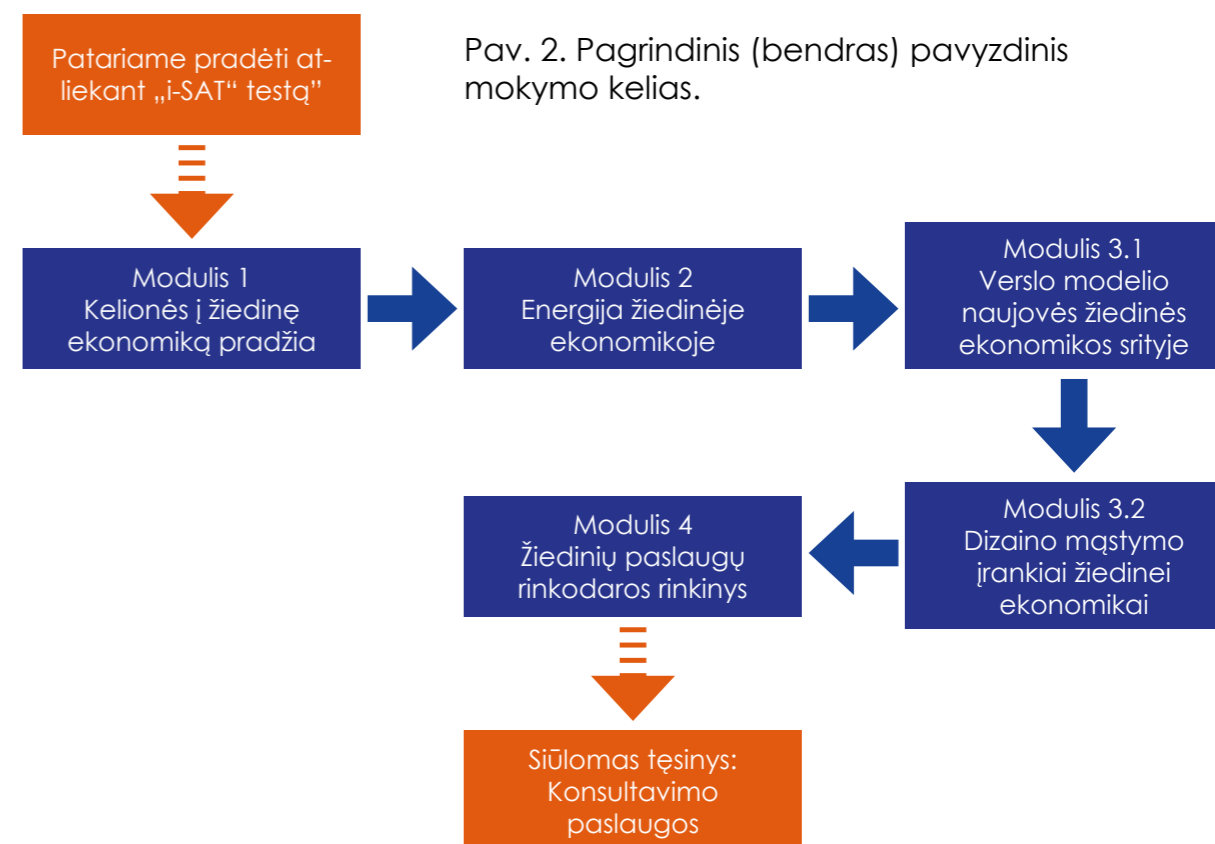 Patariame pradėti at-
liekant „i-SAT“ testą”
Pav. 2. Pagrindinis (bendras) pavyzdinis
mokymo kelias.
Modulis 1
Kelionės į žiedinę
ekonomiką pradžia
Modulis 2
Energija žiedinėje
ekonomikoje
Modulis 3.1
Verslo modelio
naujovės žiedinės
ekonomikos srityje
Modulis 3.2
Dizaino mąstymo
įrankiai žiedinei
ekonomikai
Modulis 4
Žiedinių paslaugų
rinkodaros rinkinys
Siūlomas tęsinys:
Konsultavimo
paslaugos